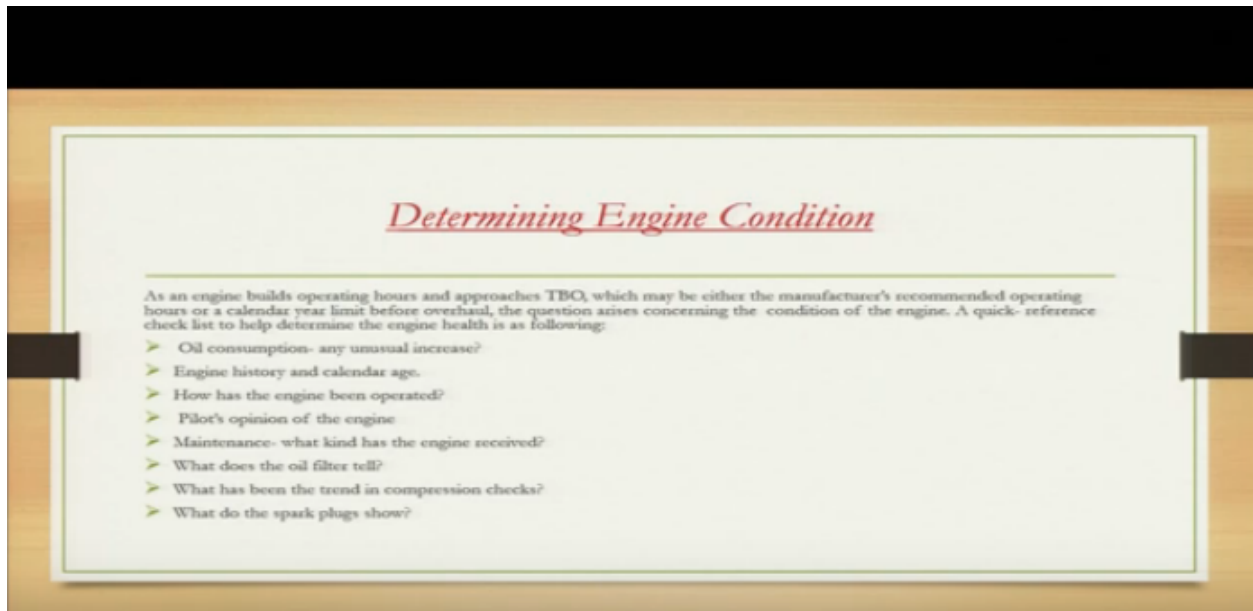 Determining Engine Condition
As an engine builds operating hours and approaches TBO, which may be either the manufacturer's recommended operating
hours or a calendar year limit before overhaul, the question arises concerning the condition of the engine. A quick- reference
check list to help determine the engine health is as following:
➢ Oil consumption- any unusual increase?
➢ Engine history and calendar age.
➢ How has the engine been operated?
➢ Pilot's opinion of the engine
➢ Maintenance- what kind has the engine received?
➢ What does the oil filter tell?
➢ What has been the trend in compression checks?
➢ What do the spark plugs show?